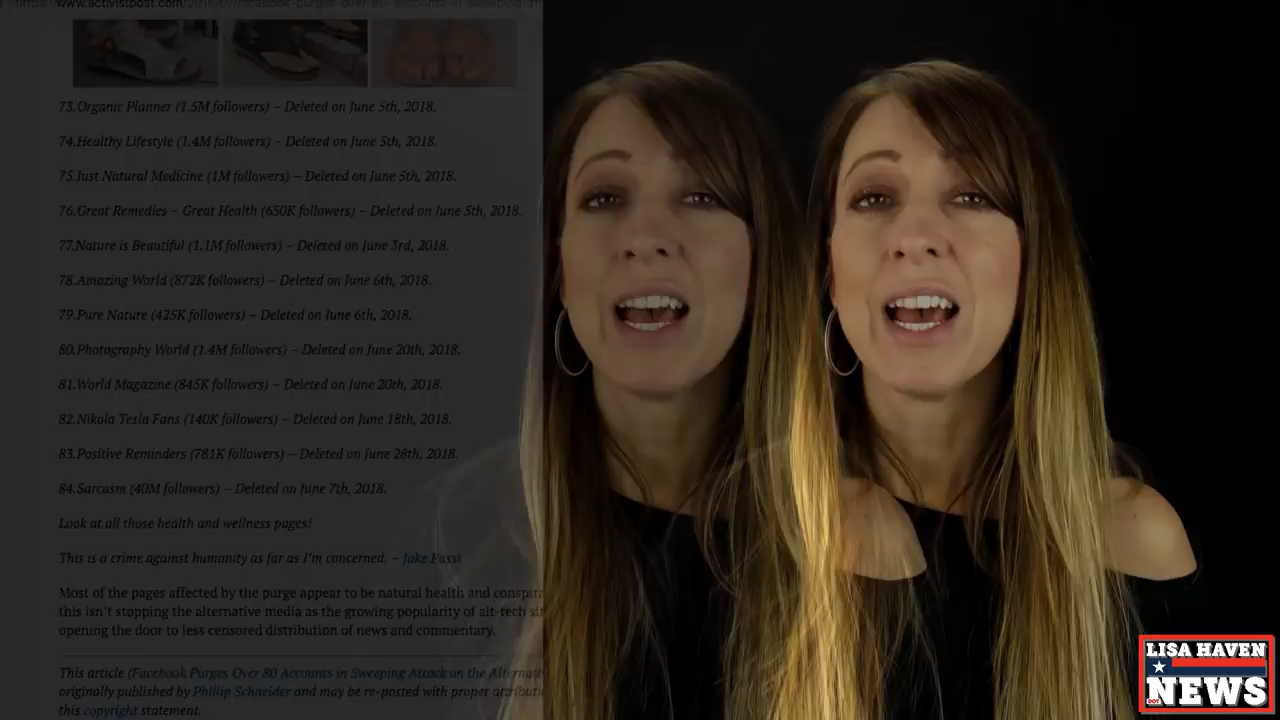 www.activistpost.com
73.Organic Planner (1.5M followers) – Deleted on June 5th, 2018.
74.Healthy Lifestyle (1.4M followers) – Deleted on June 5th, 2018.
75.Just Natural Medicine (1M followers) – Deleted on June 5th, 2018.
76.Great Remedies – Great Health (650K followers) – Deleted on June 5th, 2018.
77.Nature is Beautiful (1.1M followers) – Deleted on June 3rd, 2018.
78.Amazing World (872K followers) – Deleted on June 6th, 2018.
79.Pure Nature (425K followers) – Deleted on June 6th, 2018.
80.Photography World (1.4M followers) – Deleted on June 20th, 2018.
81.World Magazine (845K followers) – Deleted on June 20th, 2018.
82.Nikola Tesla Fans (140K followers) – Deleted on June 18th, 2018.
83.Positive Reminders (781K followers) – Deleted on June 28th, 2018.
84.Sarcasm (40M followers) – Deleted on June 7th, 2018.
Look at all those health and wellness pages!
This is a crime against humanity as far as I'm concerned. – Jake Passi
Most of the pages affected by the purge appear to be natural health and conspira
this isn't stopping the alternative media as the growing popularity of alt-tech sit
opening the door to less censored distribution of news and commentary.
This article (Facebook Purges Over 80 Accounts in Sweeping Attack on the Alternati
originally published by Phillip Schneider and may be re-posted with proper attributi
this copyright statement.
LISA HAVEN
DOT NEWS